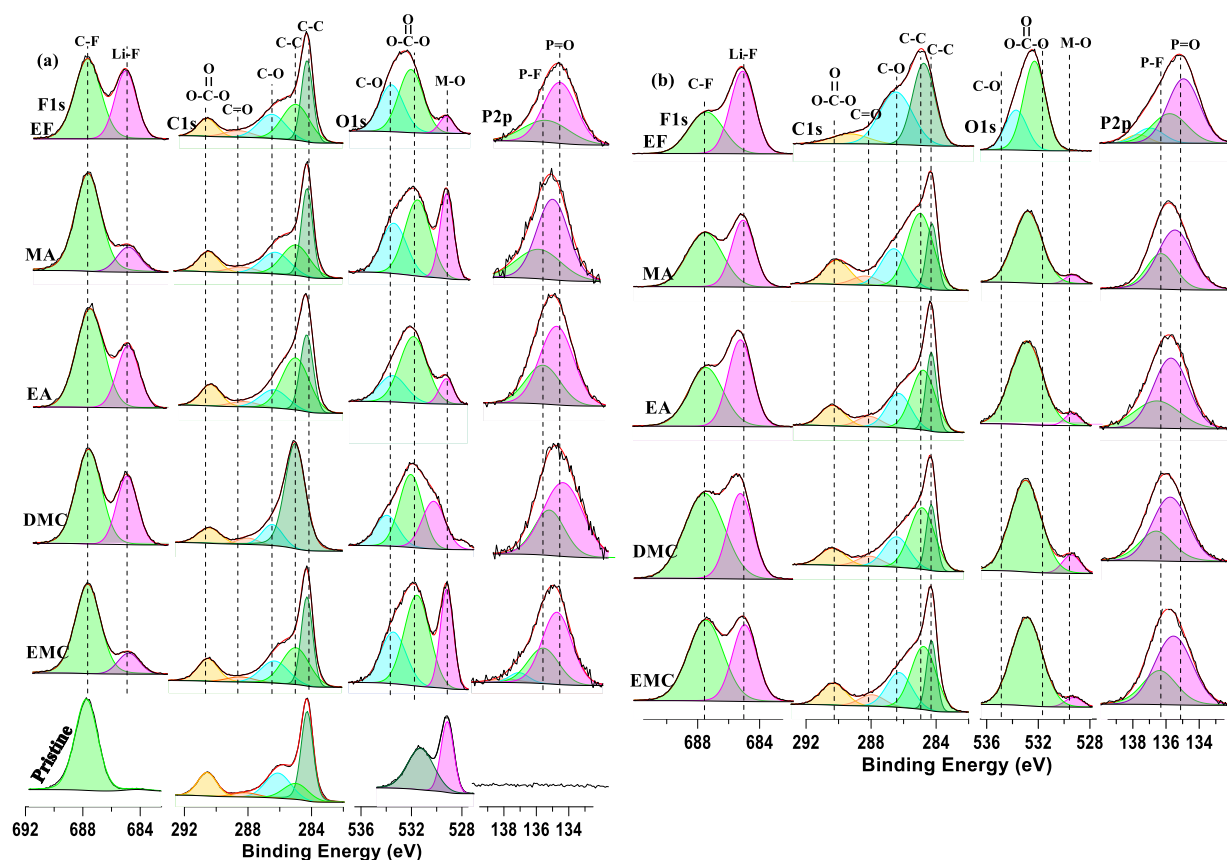 (a)
C-F
Li-F
F1s
EF
O
O-C-O
C=O
C-O
C-C
C-C
C1s
O
O-C-O
C-O
M-O
O1s
P-F
P=O
P2p
MA
EA
DMC
EMC
Pristine
692 688 684
292 288 284
536 532 528
138 136 134
Binding Energy (eV)
(b)
C-F
Li-F
F1s
EF
O
O-C-O
C=O
C-O
C-C
C-C
C1s
O
O-C-O
C-O
M-O
O1s
P-F
P=O
P2p
MA
EA
DMC
EMC
688 684
292 288 284
536 532 528
138 136 134
Binding Energy (eV)